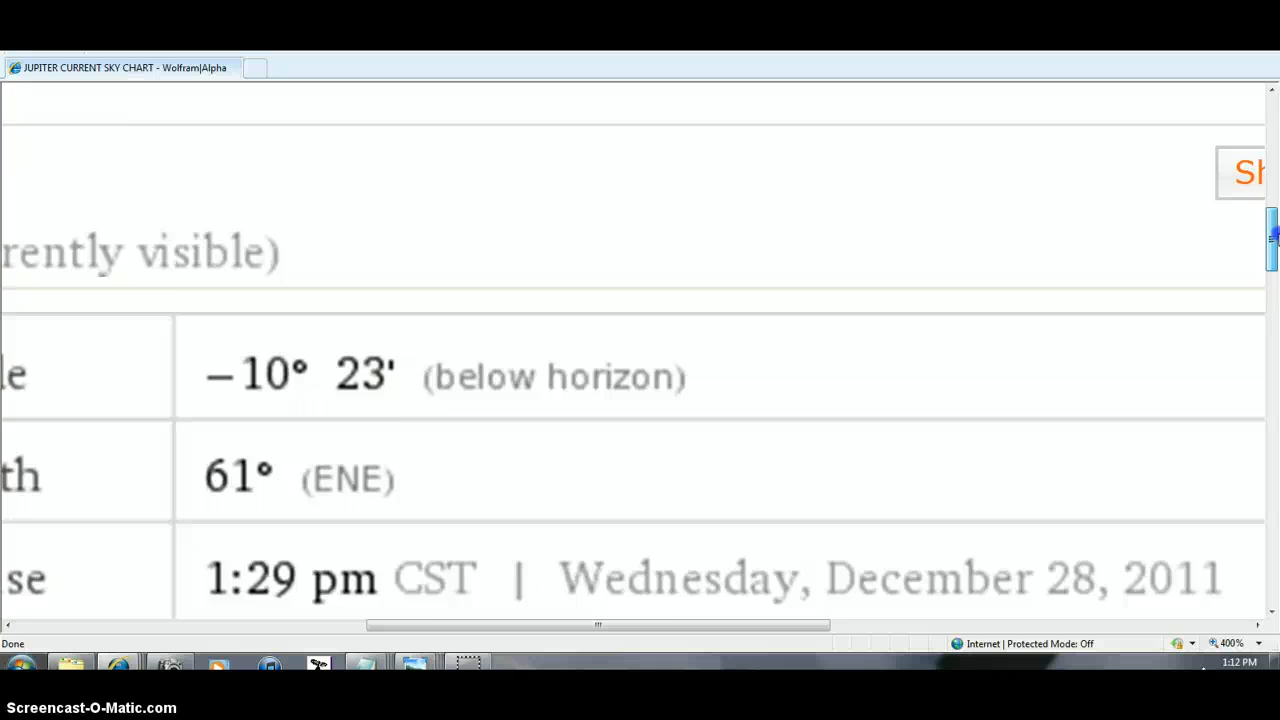 JUPITER CURRENT SKY CHART - Wolfram|Alpha
Sh
rently visible)
le –10° 23' (below horizon)
th 61° (ENE)
se 1:29 pm CST | Wednesday, December 28, 2011
Done Internet | Protected Mode: Off 400%
1:12 PM
Screencast-O-Matic.com